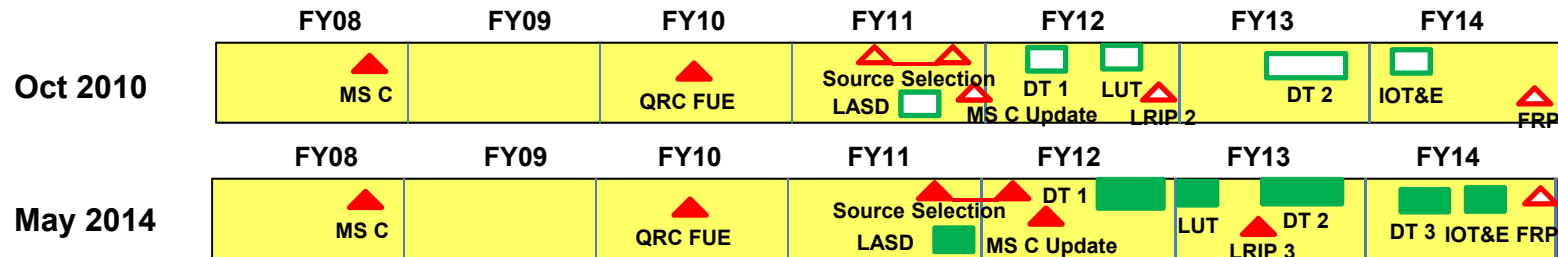 FY08 FY09 FY10 FY11 FY12 FY13 FY14
Oct 2010
MS C
QRC FUE
Source Selection
LASD
MS C Update
DT 1
LUT
LRIP 2
DT 2
IOT&E
FRP
FY08 FY09 FY10 FY11 FY12 FY13 FY14
May 2014
MS C
QRC FUE
Source Selection
LASD
MS C Update
DT 1
LUT
LRIP 3
DT 2
DT 3
IOT&E
FRP